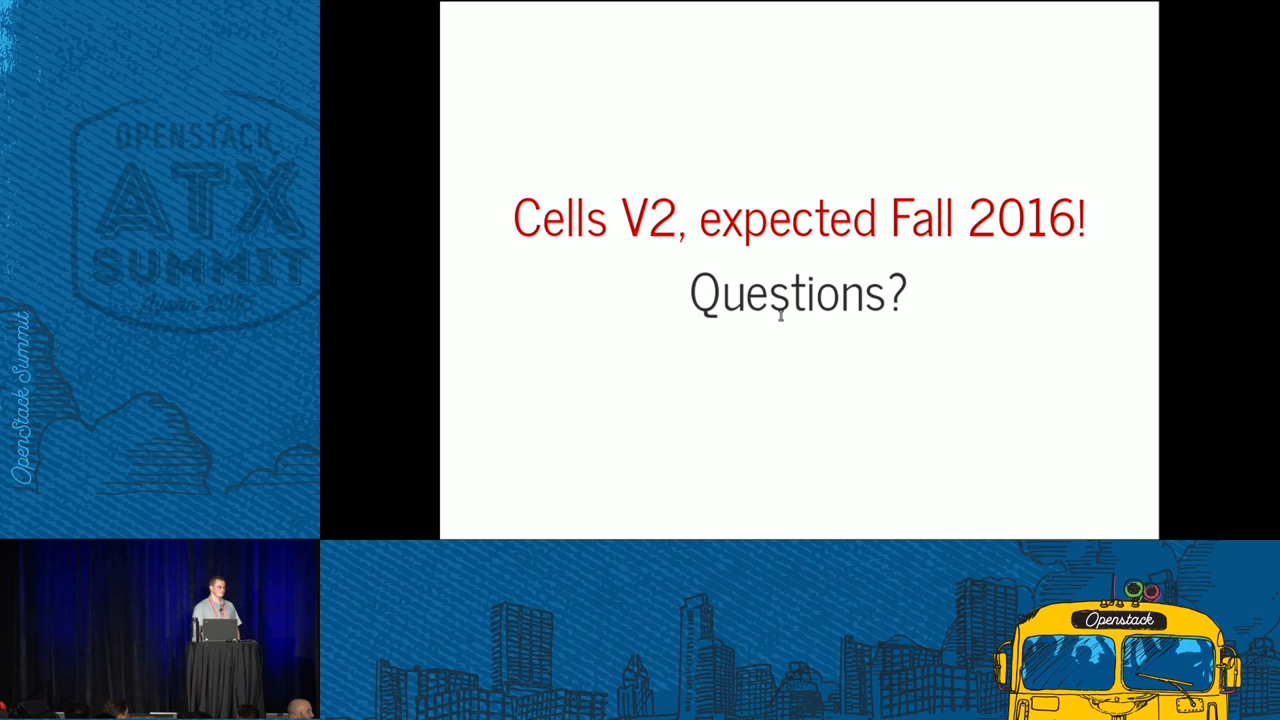 OPENSTACK
ATX
SUMMIT
Austin 2016
OpenStack Summit
Cells V2, expected Fall 2016!
Questions?
Openstack